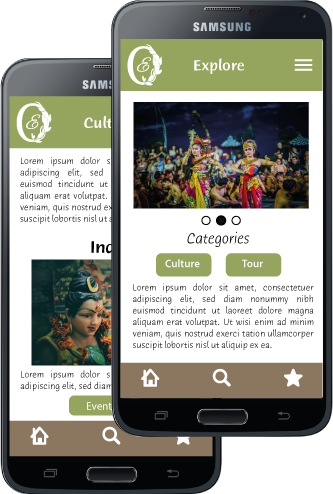 SAMSUNG
E
Explore
Categories
Culture
Tour
Lorem ipsum dolor sit amet, consectetuer
adipiscing elit, sed diam nonummy nibh
euismod tincidunt ut laoreet dolore magna
aliquam erat volutpat. Ut wisi enim ad minim
veniam, quis nostrud exerci tation ullamcorper
suscipit lobortis nisl ut aliquip ex ea.
SAMS
E
Cult
Lorem ipsum dolor s
adipiscing elit, sed
euismod tincidunt u
aliquam erat volutpat.
veniam, quis nostrud ex
suscipit lobortis nisl ut a
Lorem ipsum dolor s
adipiscing elit, sed diam
Event